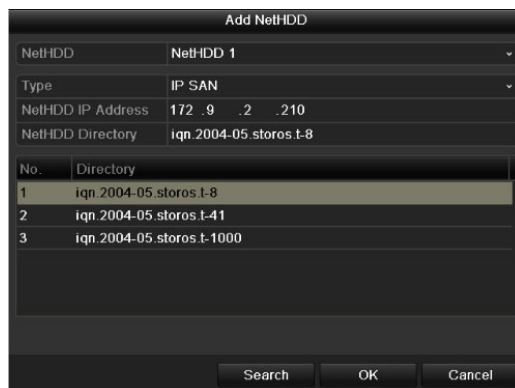 Add NetHDD
NetHDD NetHDD 1
Type IP SAN
NetHDD IP Address 172 .9 .2 .210
NetHDD Directory iqn.2004-05.storos.t-8
No. Directory
1 iqn.2004-05.storos.t-8
2 iqn.2004-05.storos.t-41
3 iqn.2004-05.storos.t-1000
Search OK Cancel